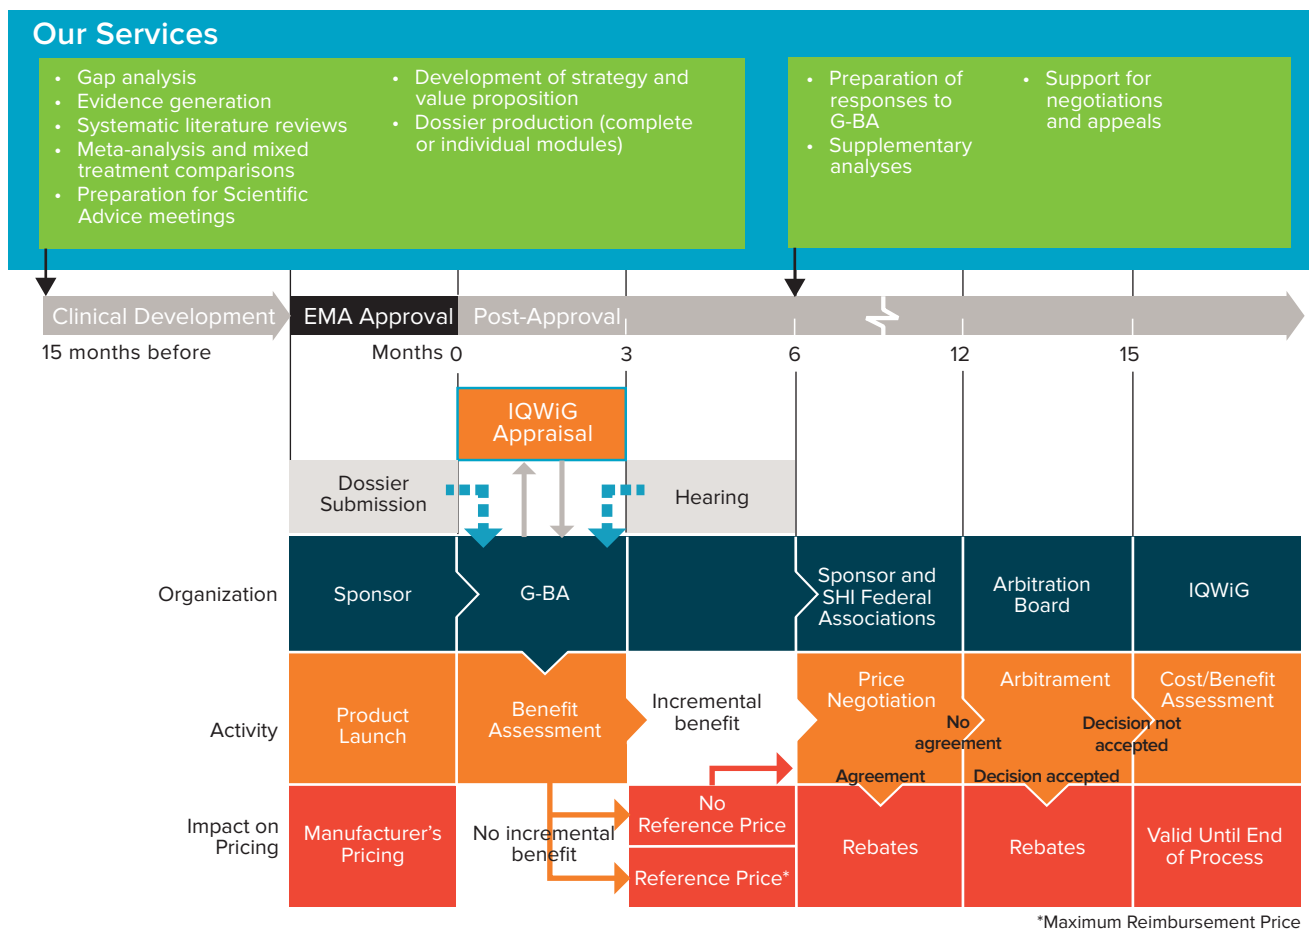 Our Services
• Gap analysis
• Evidence generation
• Systematic literature reviews
• Meta-analysis and mixed
treatment comparisons
• Preparation for Scientific
Advice meetings
• Development of strategy and
value proposition
• Dossier production (complete
or individual modules)
• Preparation of
responses to
G-BA
• Supplementary
analyses
• Support for
negotiations
and appeals
Clinical Development
EMA Approval
Post-Approval
15 months before
Months 0
3
6
12
15
IQWiG
Appraisal
Dossier
Submission
Hearing
Organization
Sponsor
G-BA
Sponsor and
SHI Federal
Associations
Arbitration
Board
IQWiG
Activity
Product
Launch
Benefit
Assessment
Incremental
benefit
Price
Negotiation
No
agreement
Agreement
Arbitrament
Decision not
accepted
Decision accepted
Cost/Benefit
Assessment
Impact on
Pricing
Manufacturer’s
Pricing
No incremental
benefit
No
Reference Price
Reference Price*
Rebates
Rebates
Valid Until End
of Process
*Maximum Reimbursement Price